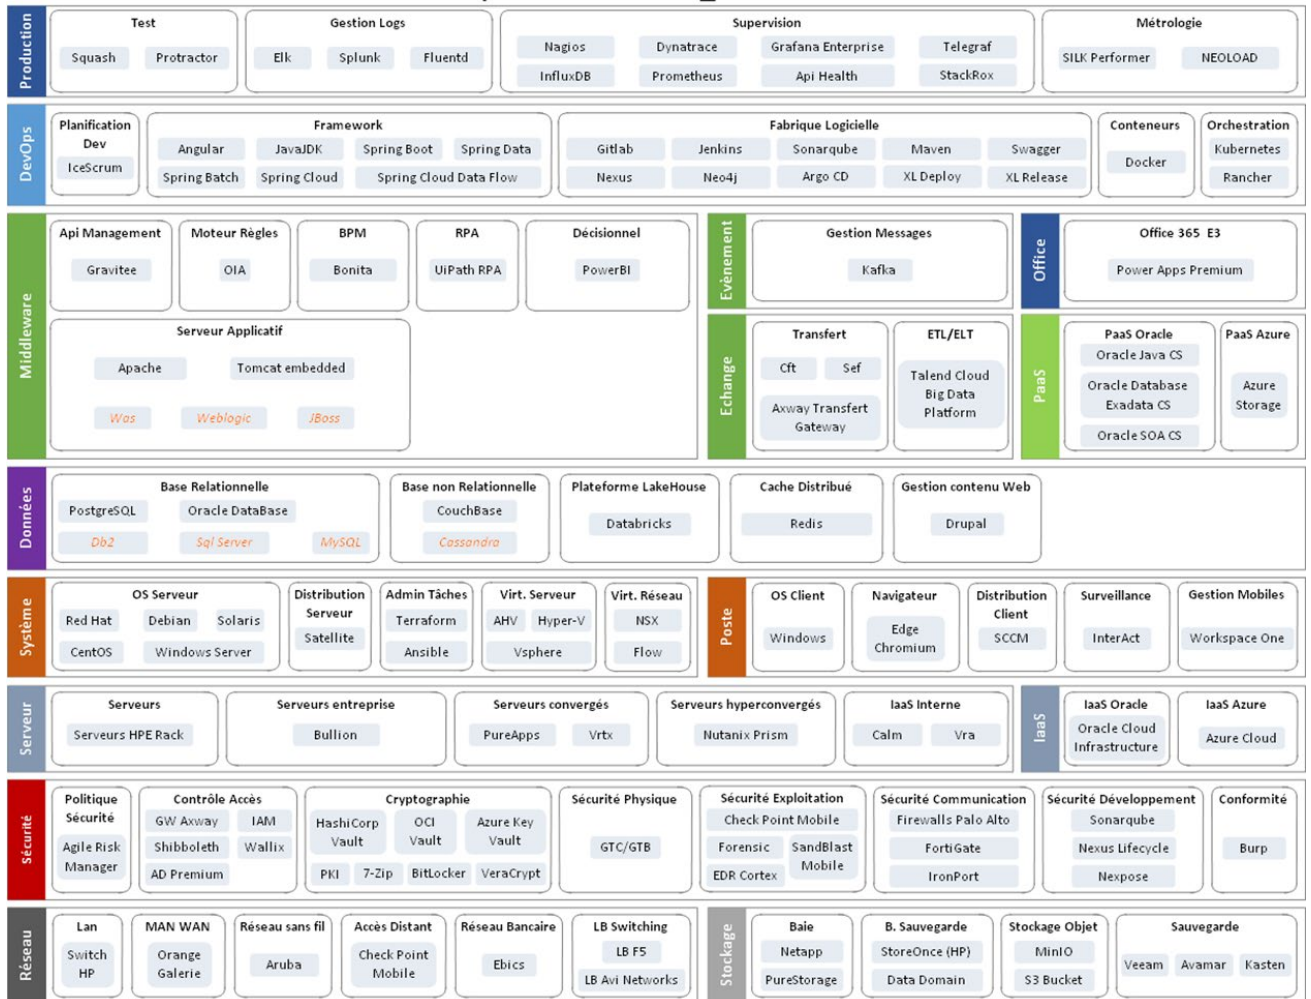 Production
Test
Squash
Protractor
Gestion Logs
Elk
Splunk
Fluentd
Supervision
Nagios
Dynatrace
Grafana Enterprise
Telegraf
InfluxDB
Prometheus
Api Health
StackRox
Métrologie
SILK Performer
NEOLOAD
DevOps
Planification
Dev
IceScrum
Framework
Angular
JavaJDK
Spring Boot
Spring Data
Spring Batch
Spring Cloud
Spring Cloud Data Flow
Fabrique Logicielle
Gitlab
Jenkins
Sonarqube
Maven
Swagger
Nexus
Neo4j
Argo CD
XL Deploy
XL Release
Conteneurs
Docker
Orchestration
Kubernetes
Rancher
Middleware
Api Management
Gravitee
Moteur Règles
OIA
BPM
Bonita
RPA
UiPath RPA
Décisionnel
PowerBI
Serveur Applicatif
Apache
Tomcat embedded
Was
Weblogic
JBoss
Evènement
Gestion Messages
Kafka
Office
Office 365 E3
Power Apps Premium
Echange
Transfert
Cft
Sef
Axway Transfert
Gateway
ETL/ELT
Talend Cloud
Big Data
Platform
PaaS
PaaS Oracle
Oracle Java CS
Oracle Database
Exadata CS
Oracle SOA CS
PaaS Azure
Azure
Storage
Données
Base Relationnelle
PostgreSQL
Oracle DataBase
Db2
Sql Server
MySQL
Base non Relationnelle
CouchBase
Cassandra
Plateforme LakeHouse
Databricks
Cache Distribué
Redis
Gestion contenu Web
Drupal
Système
OS Serveur
Red Hat
Debian
Solaris
CentOS
Windows Server
Distribution
Serveur
Satellite
Admin Tâches
Terraform
Ansible
Virt. Serveur
AHV
Hyper-V
Vsphere
Virt. Réseau
NSX
Flow
Poste
OS Client
Windows
Navigateur
Edge
Chromium
Distribution
Client
SCCM
Surveillance
InterAct
Gestion Mobiles
Workspace One
Serveur
Serveurs
Serveurs HPE Rack
Serveurs entreprise
Bullion
Serveurs convergés
PureApps
Vrtx
Serveurs hyperconvergés
Nutanix Prism
IaaS Interne
Calm
Vra
IaaS
IaaS Oracle
Oracle Cloud
Infrastructure
IaaS Azure
Azure Cloud
Sécurité
Politique
Sécurité
Agile Risk
Manager
Contrôle Accès
GW Axway
IAM
Shibboleth
Wallix
AD Premium
Cryptographie
HashiCorp
Vault
OCI
Vault
Azure Key
Vault
PKI
7-Zip
BitLocker
VeraCrypt
Sécurité Physique
GTC/GTB
Sécurité Exploitation
Check Point Mobile
Forensic
SandBlast
Mobile
EDR Cortex
Sécurité Communication
Firewalls Palo Alto
FortiGate
IronPort
Sécurité Développement
Sonarqube
Nexus Lifecycle
Nexpose
Conformité
Burp
Réseau
Lan
Switch
HP
MAN WAN
Orange
Galerie
Réseau sans fil
Aruba
Accès Distant
Check Point
Mobile
Réseau Bancaire
Ebics
LB Switching
LB F5
LB Avi Networks
Stockage
Baie
Netapp
PureStorage
B. Sauvegarde
StoreOnce (HP)
Data Domain
Stockage Objet
MinIO
S3 Bucket
Sauvegarde
Veeam
Avamar
Kasten